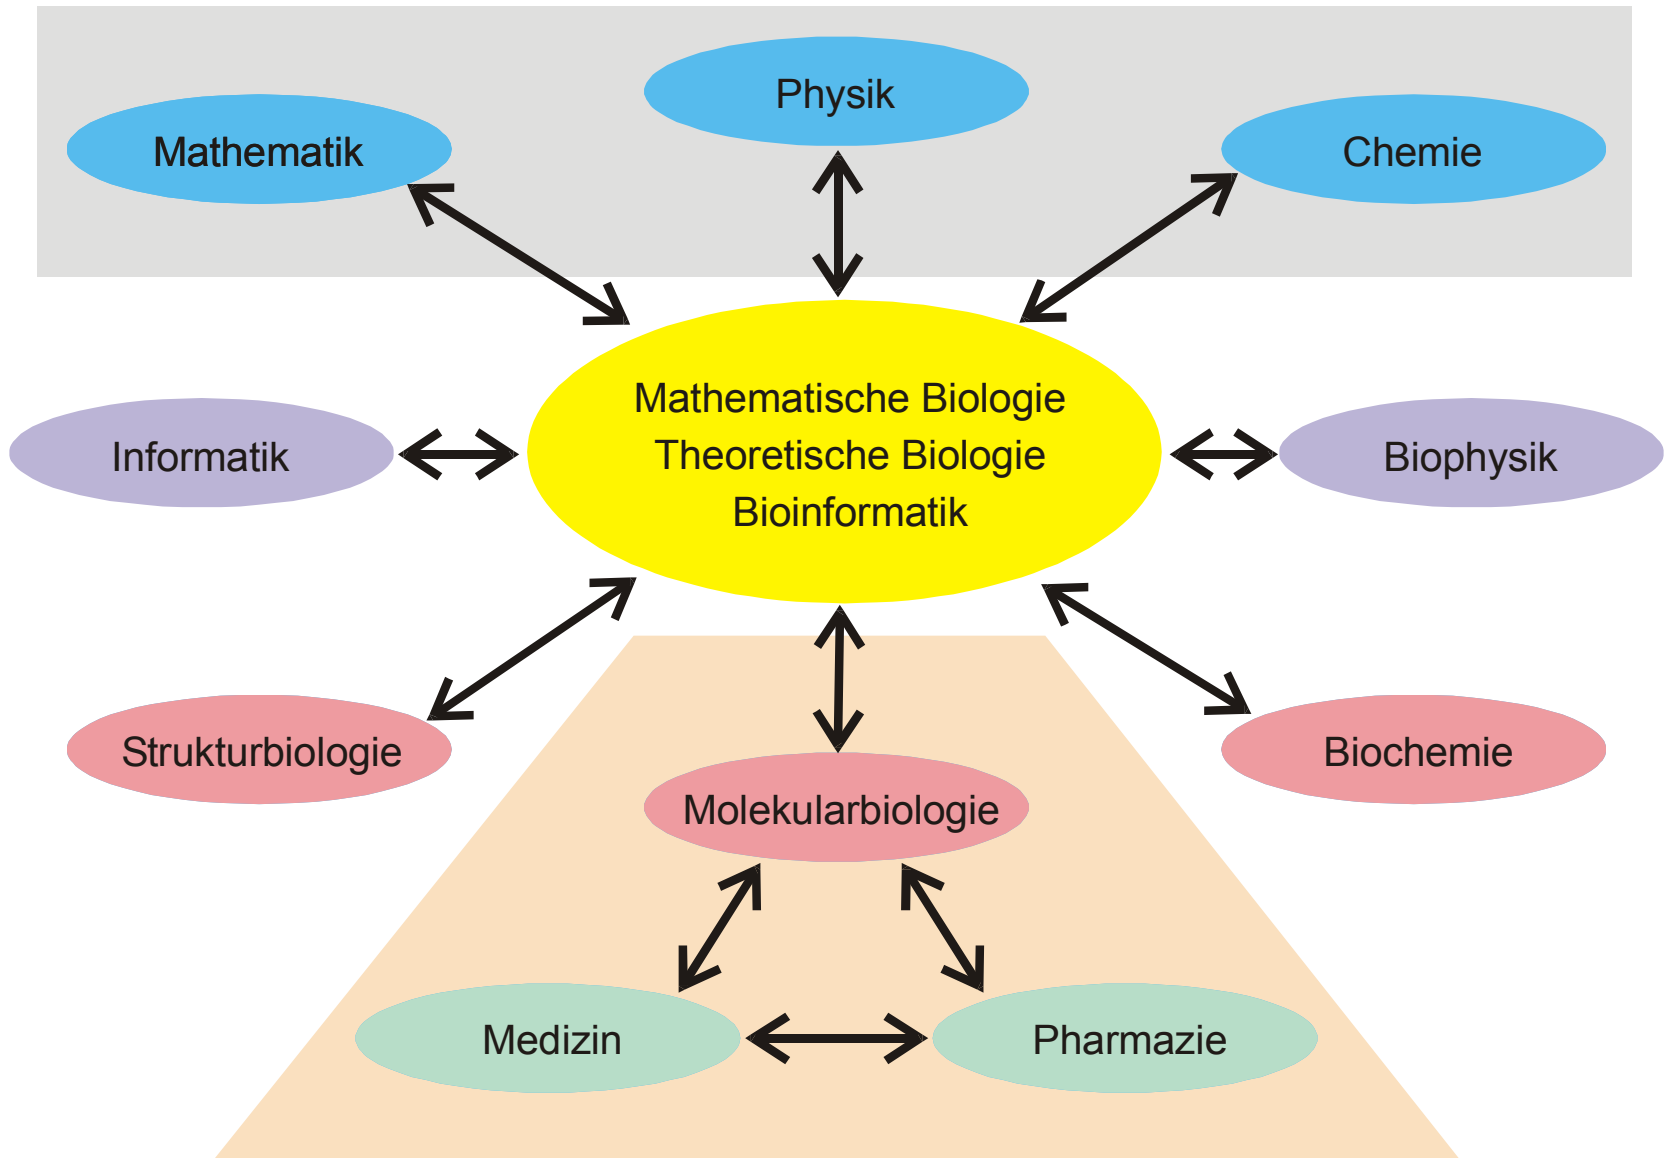 Physik
Mathematik
Chemie
Mathematische Biologie
Theoretische Biologie
Bioinformatik
Informatik
Biophysik
Strukturbiologie
Biochemie
Molekularbiologie
Medizin
Pharmazie